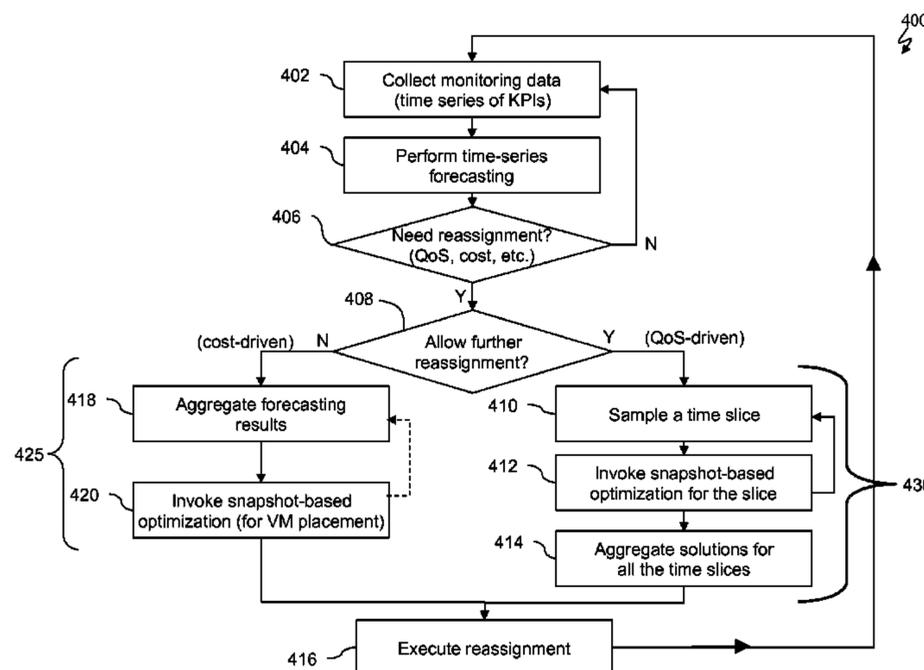 400
402
Collect monitoring data
(time series of KPIs)
404
Perform time-series
forecasting
406
Need reassignment?
(QoS, cost, etc.)
N
Y
408
(cost-driven)
N
Allow further
reassignment?
Y
(QoS-driven)
418
Aggregate forecasting
results
410
Sample a time slice
425
412
Invoke snapshot-based
optimization for the slice
430
420
Invoke snapshot-based
optimization (for VM placement)
414
Aggregate solutions for
all the time slices
416
Execute reassignment